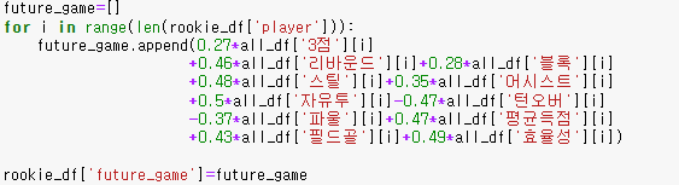 future_game=[]
for i in range(len(rookie_df['player'])):
    future_game.append(0.27*all_df['3점'][i]
                       +0.46*all_df['리바운드'][i]+0.28*all_df['블록'][i]
                       +0.48*all_df['스틸'][i]+0.35*all_df['어시스트'][i]
                       +0.5*all_df['자유투'][i]-0.47*all_df['턴오버'][i]
                       -0.37*all_df['파울'][i]+0.47*all_df['평균득점'][i]
                       +0.43*all_df['필드골'][i]+0.49*all_df['효율성'][i])
rookie_df['future_game']=future_game